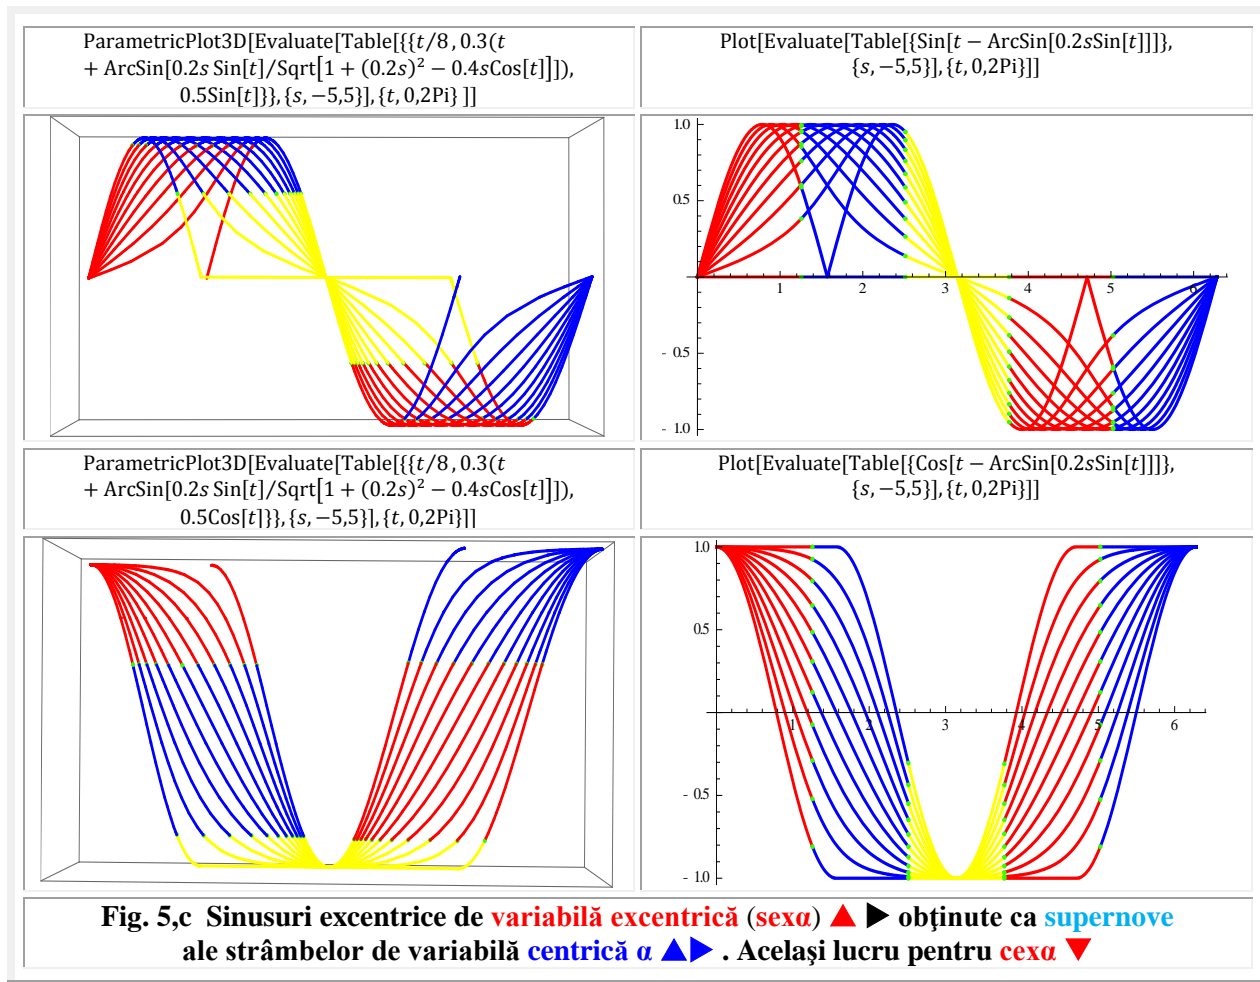 ParametricPlot3D[Evaluate[Table[{{t/8, 0.3(t
+ ArcSin[0.2s Sin[t]/Sqrt[1 + (0.2s)² − 0.4sCos[t]]]),
0.5Sin[t]}}, {s, −5,5}], {t, 0,2Pi} ]]
Plot[Evaluate[Table[{Sin[t − ArcSin[0.2sSin[t]]]},
{s, −5,5}], {t, 0,2Pi}]]
1.0
0.5
1 2 3 4 5 6
- 0.5
- 1.0
ParametricPlot3D[Evaluate[Table[{{t/8, 0.3(t
+ ArcSin[0.2s Sin[t]/Sqrt[1 + (0.2s)² − 0.4sCos[t]]]),
0.5Cos[t]}}, {s, −5,5}], {t, 0,2Pi}]]
Plot[Evaluate[Table[{Cos[t − ArcSin[0.2sSin[t]]]},
{s, −5,5}], {t, 0,2Pi}]]
1.0
0.5
1 2 3 4 5 6
- 0.5
- 1.0
Fig. 5,c Sinusuri excentrice de variabilă excentrică (sexα) ▲ ► obţinute ca supernove
ale strâmbelor de variabilă centrică α ▲► . Acelaşi lucru pentru cexα ▼